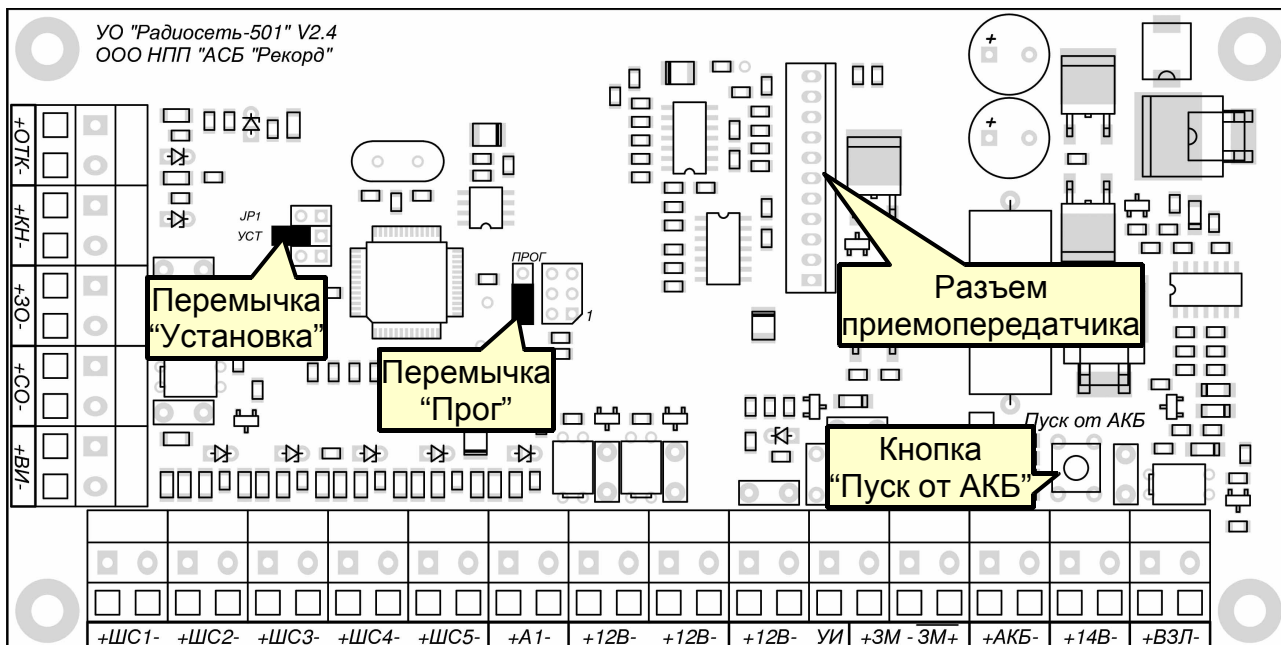 УО "Радиосеть-501" V2.4
ООО НПП "АСБ "Рекорд"
+ОТК-
+КН-
+ЗО-
+СО-
+ВИ-
JP1
УСТ
Перемычка
“Установка”
ПРОГ
1
Перемычка
“Прог”
Разъем
приемопередатчика
Пуск от АКБ
Кнопка
“Пуск от АКБ”
+ + 
+ШС1- +ШС2- +ШС3- +ШС4- +ШС5- +А1- +12В- +12В- +12В- УИ +ЗМ - ЗМ+ +АКБ- +14В- +ВЗЛ-